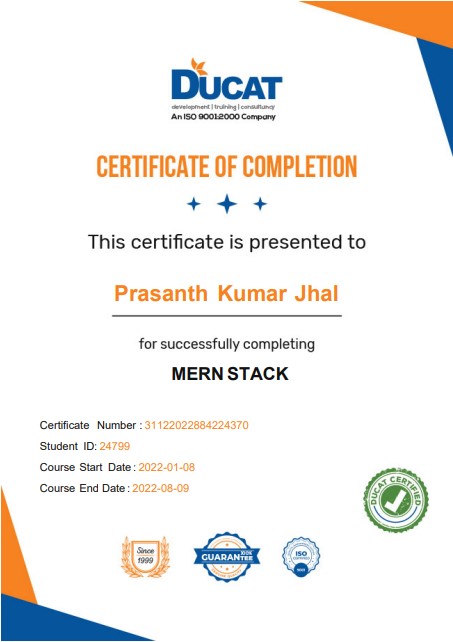 DUCAT
development | training | consultancy
An ISO 9001:2000 Company
CERTIFICATE OF COMPLETION
This certificate is presented to
Prasanth Kumar Jhal
for successfully completing
MERN STACK
Certificate Number : 31122022884224370
Student ID: 24799
Course Start Date : 2022-01-08
Course End Date : 2022-08-09
DUCAT CERTIFIED
Since
1999
100%
GUARANTEE
ISO
CERTIFIED
9001